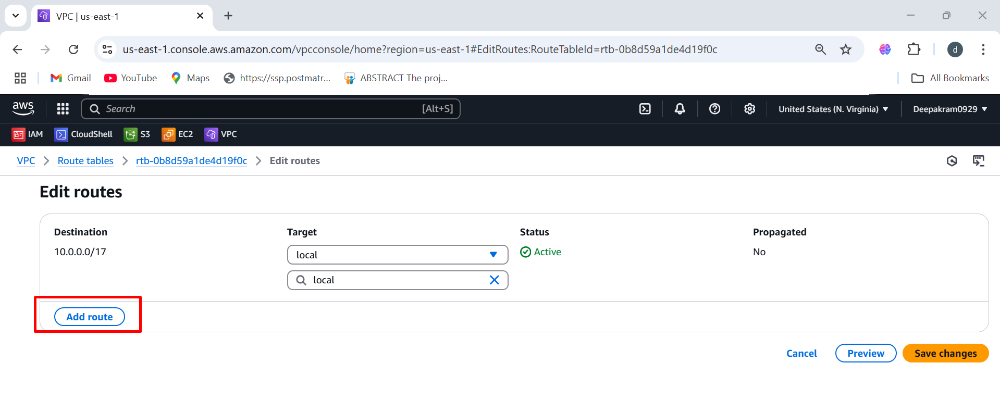 VPC | us-east-1
us-east-1.console.aws.amazon.com/vpcconsole/home?region=us-east-1#EditRoutes:RouteTableId=rtb-0b8d59a1de4d19f0c
d
Gmail YouTube Maps https://ssp.postmatr... ABSTRACT The proj... All Bookmarks
aws Search [Alt+S] United States (N. Virginia) Deepakram0929
IAM CloudShell S3 EC2 VPC
VPC Route tables rtb-0b8d59a1de4d19f0c Edit routes
Edit routes
Destination Target Status Propagated
10.0.0.0/17 local Active No
local
Add route
Cancel Preview Save changes